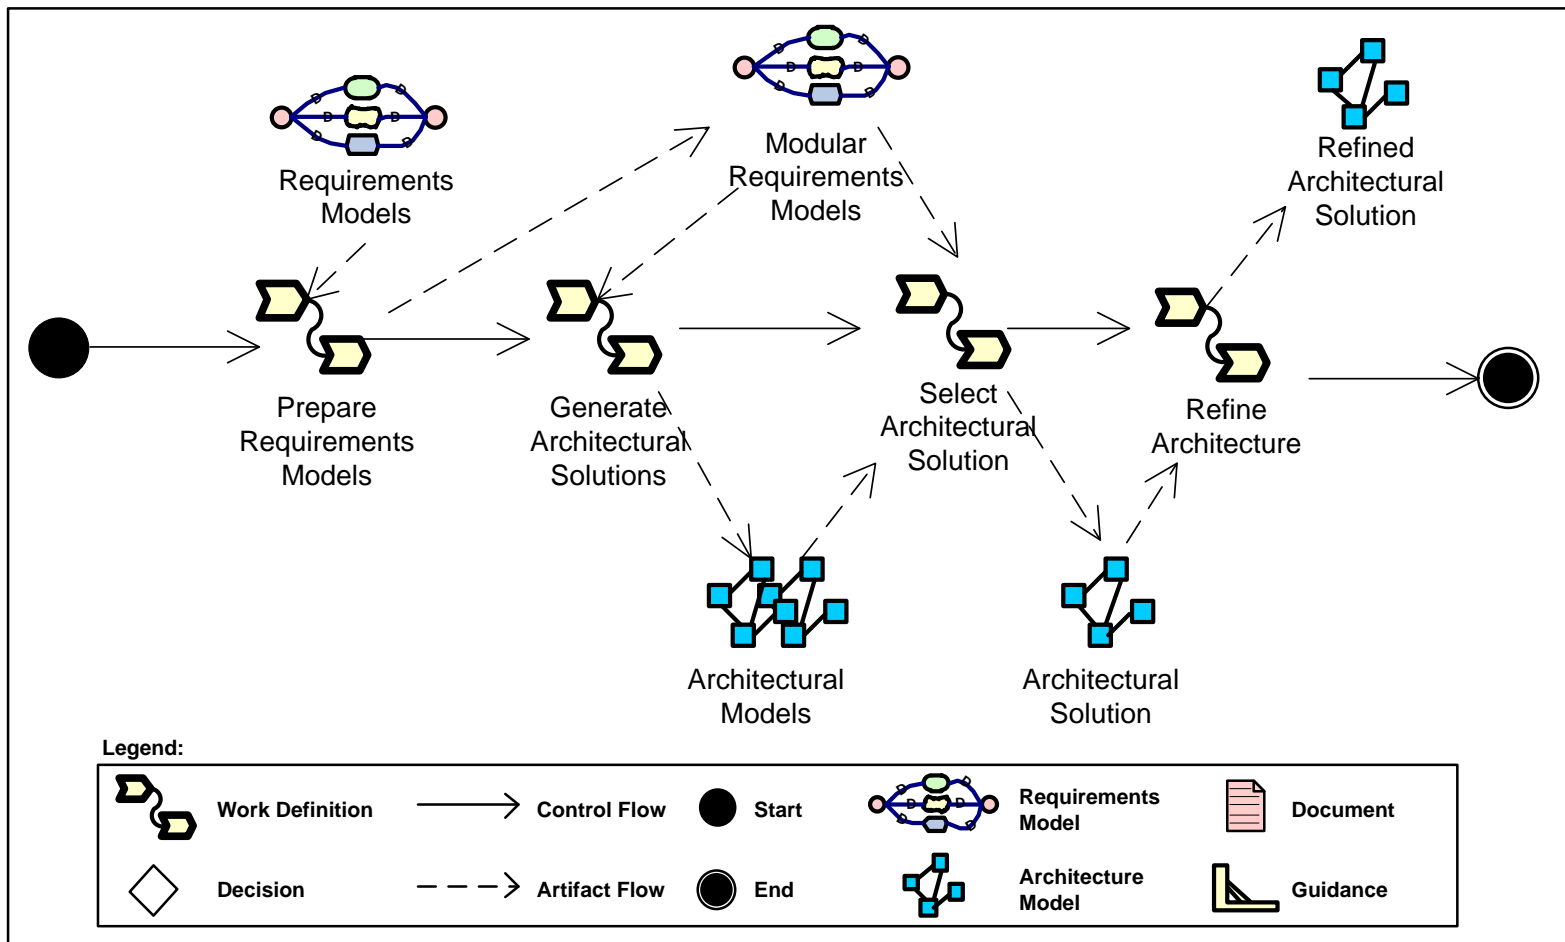 Requirements
Models
Modular
Requirements
Models
Refined
Architectural
Solution
Prepare
Requirements
Models
Generate
Architectural
Solutions
Select
Architectural
Solution
Refine
Architecture
Architectural
Models
Architectural
Solution
Legend:
Work Definition
Control Flow
Start
Requirements
Model
Document
Decision
Artifact Flow
End
Architecture
Model
Guidance
D D D D D D
D D D D D D
D D D D D D